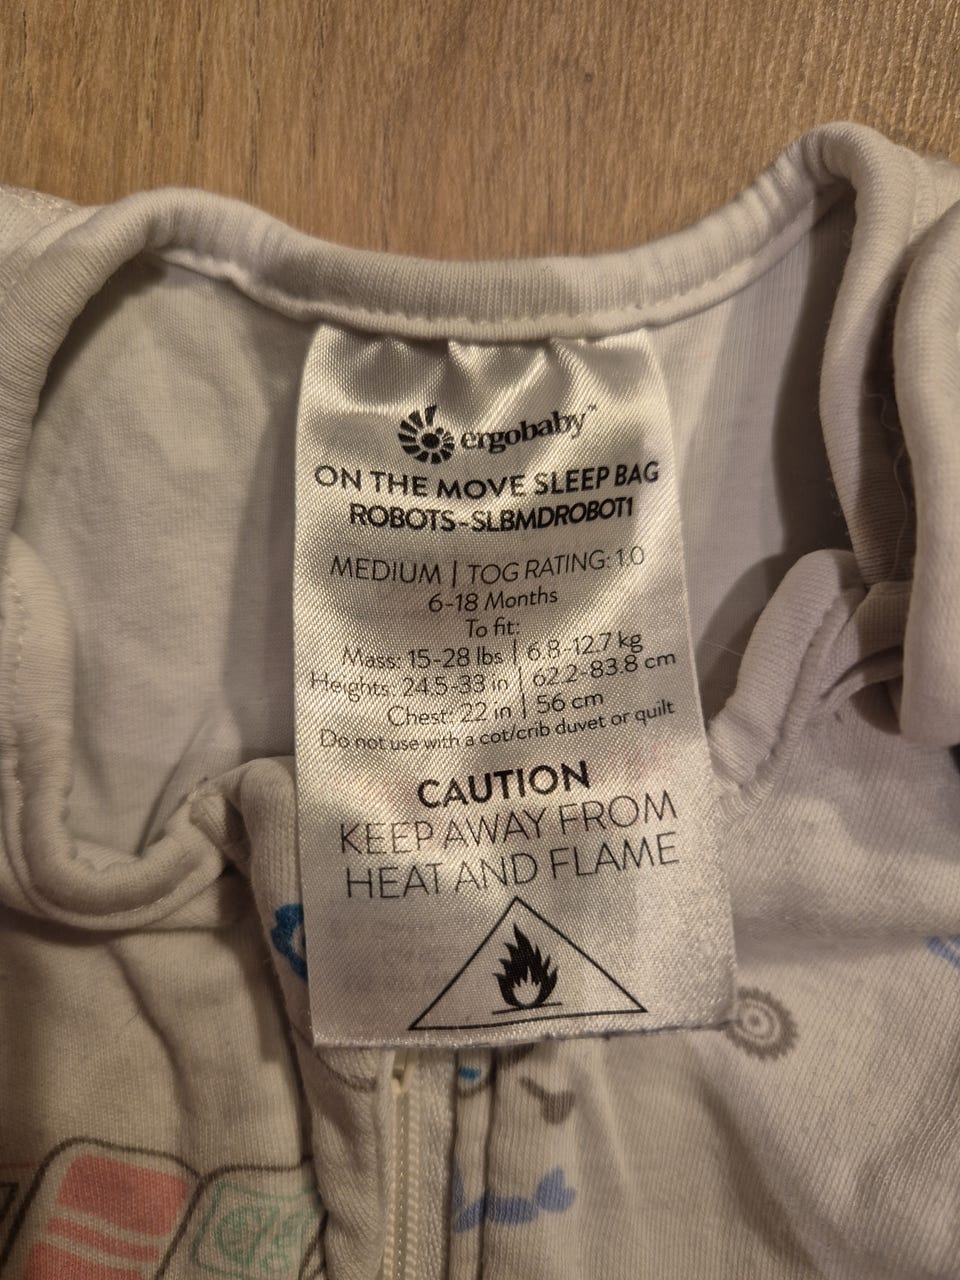 ergobaby™
ON THE MOVE SLEEP BAG
ROBOTS-SLBMDROBOT1
MEDIUM | TOG RATING: 1.0
6-18 Months
To fit:
Mass: 15-28 lbs | 6.8-12.7 kg
Heights: 24.5-33 in | 62.2-83.8 cm
Chest: 22 in | 56 cm
Do not use with a cot/crib duvet or quilt
CAUTION
KEEP AWAY FROM
HEAT AND FLAME